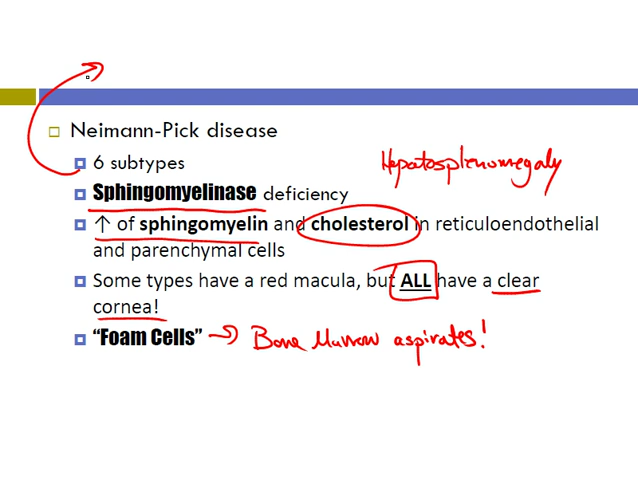 Neimann-Pick disease
6 subtypes
Hepatosplenomegaly
Sphingomyelinase deficiency
↑ of sphingomyelin and cholesterol in reticuloendothelial
and parenchymal cells
Some types have a red macula, but ALL have a clear
cornea!
“Foam Cells” → Bone Marrow aspirates!